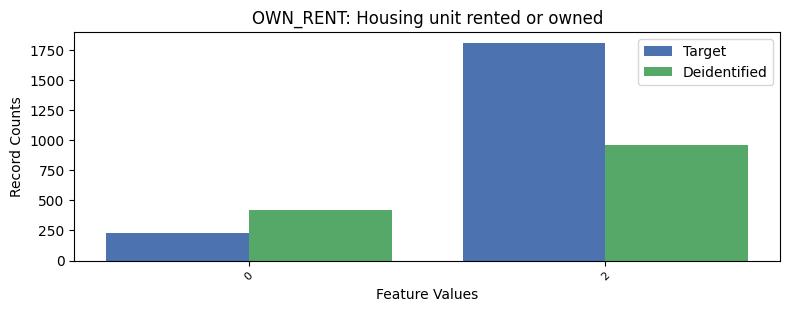 OWN_RENT: Housing unit rented or owned
Target
Deidentified
Record Counts
1750
1500
1250
1000
750
500
250
0
0
2
Feature Values